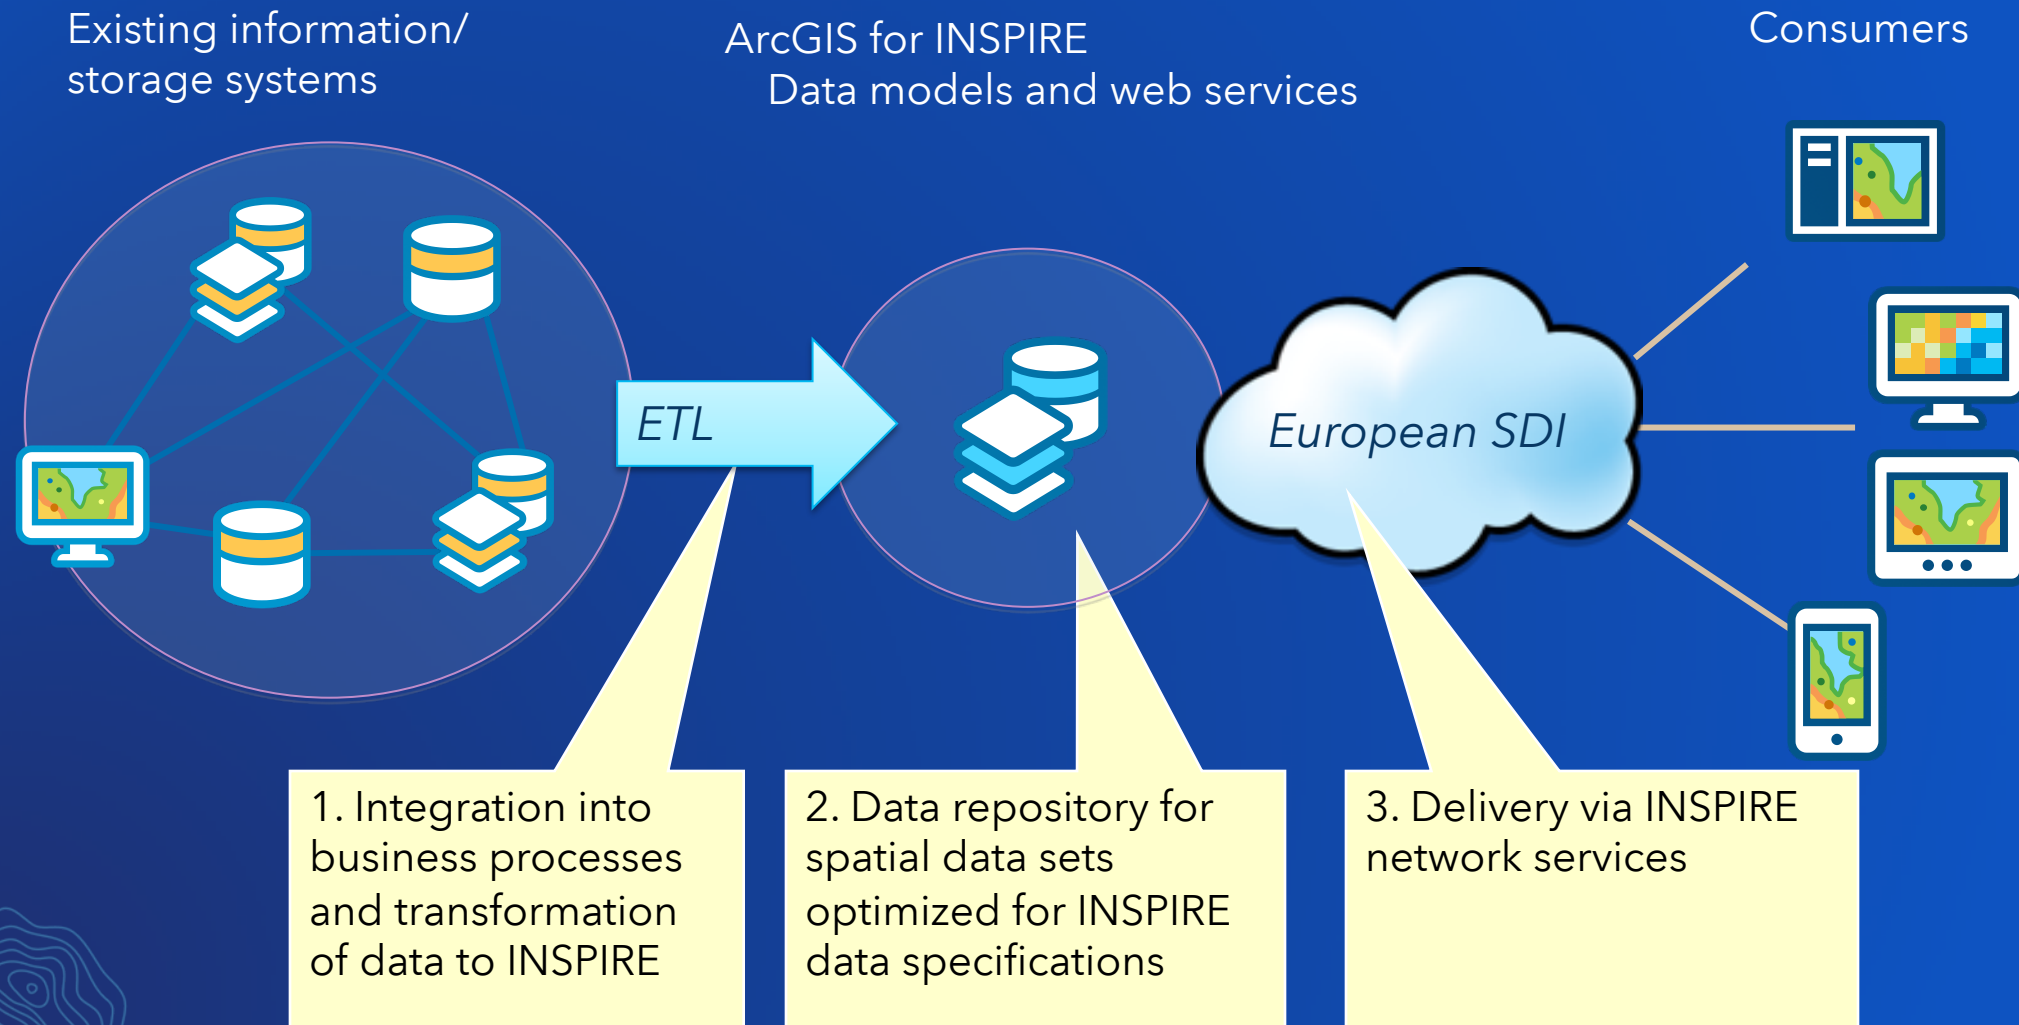 Existing information/
storage systems
ArcGIS for INSPIRE
Data models and web services
Consumers
ETL
European SDI
1. Integration into
business processes
and transformation
of data to INSPIRE
2. Data repository for
spatial data sets
optimized for INSPIRE
data specifications
3. Delivery via INSPIRE
network services